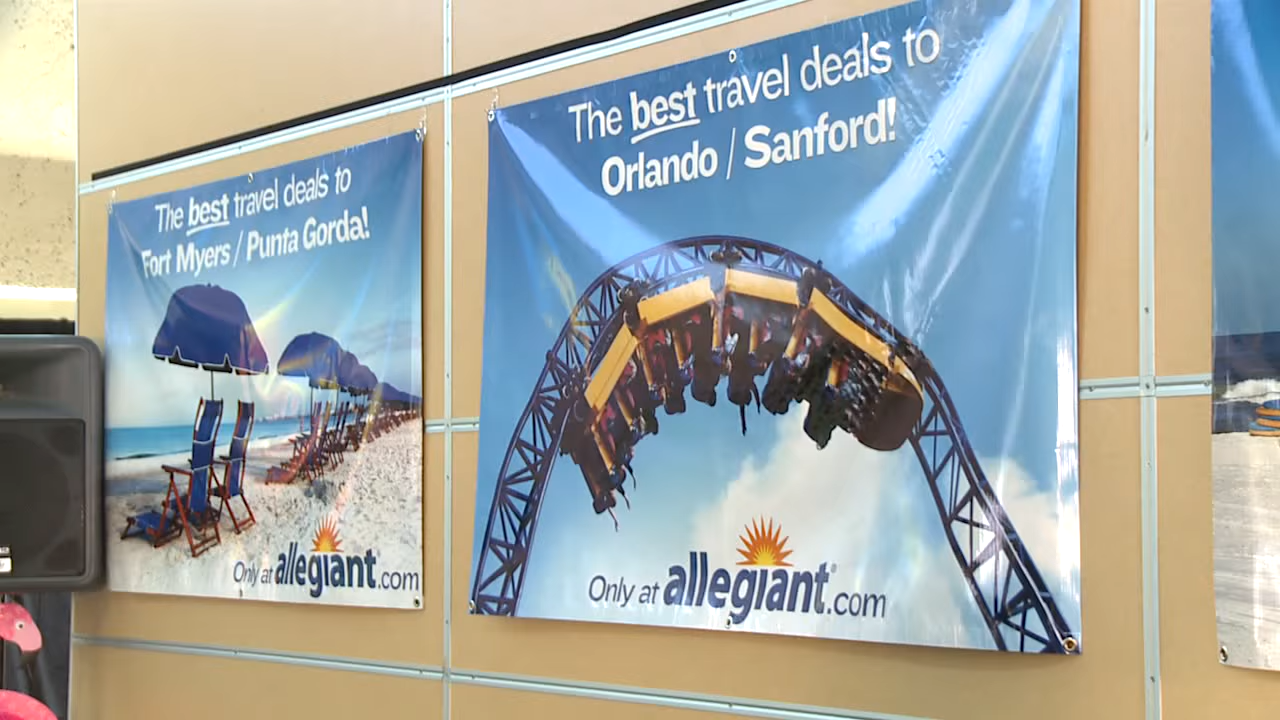 The best travel deals to
Fort Myers / Punta Gorda!
Only at allegiant.com
The best travel deals to
Orlando / Sanford!
Only at allegiant®.com